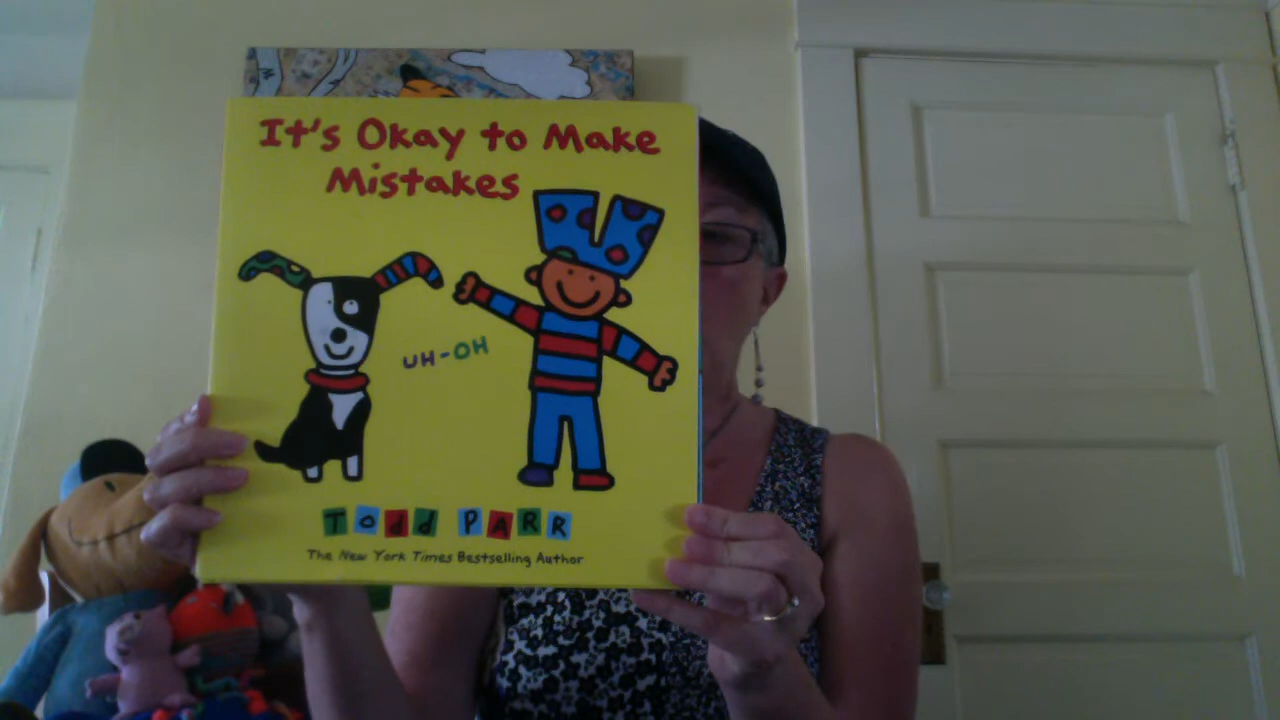 It's Okay to Make
Mistakes
UH-OH
Todd PARR
The New York Times Bestselling Author